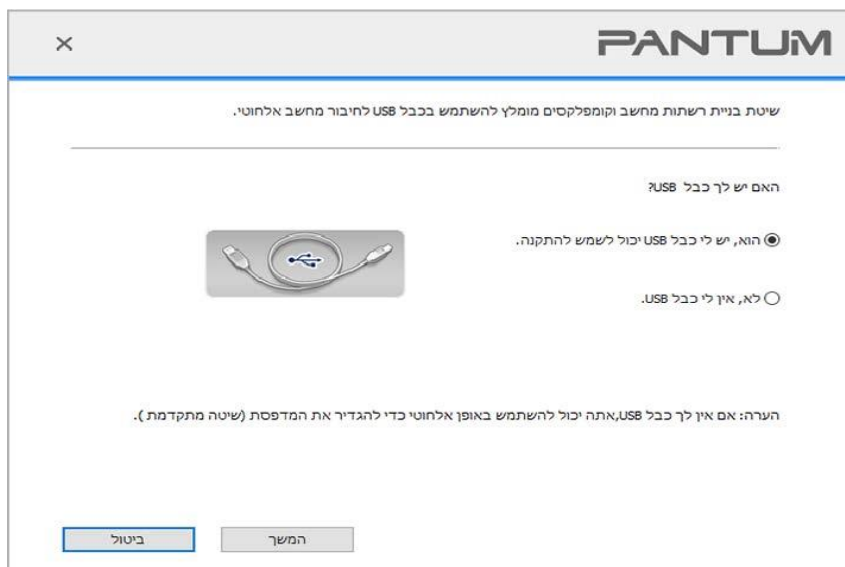 PANTUM
שיטת בניית רשתות מחשב וקומפלקסים מומלץ להשתמש בכבל USB לחיבור מחשב אלחוטי.
האם יש לך כבל USB?
הוא, יש לי כבל USB יכול לשמש להתקנה.
לא, אין לי כבל USB.
הערה: אם אין לך כבל USB,אתה יכול להשתמש באופן אלחוטי כדי להגדיר את המדפסת (שיטה מתקדמת ).
המשך
ביטול